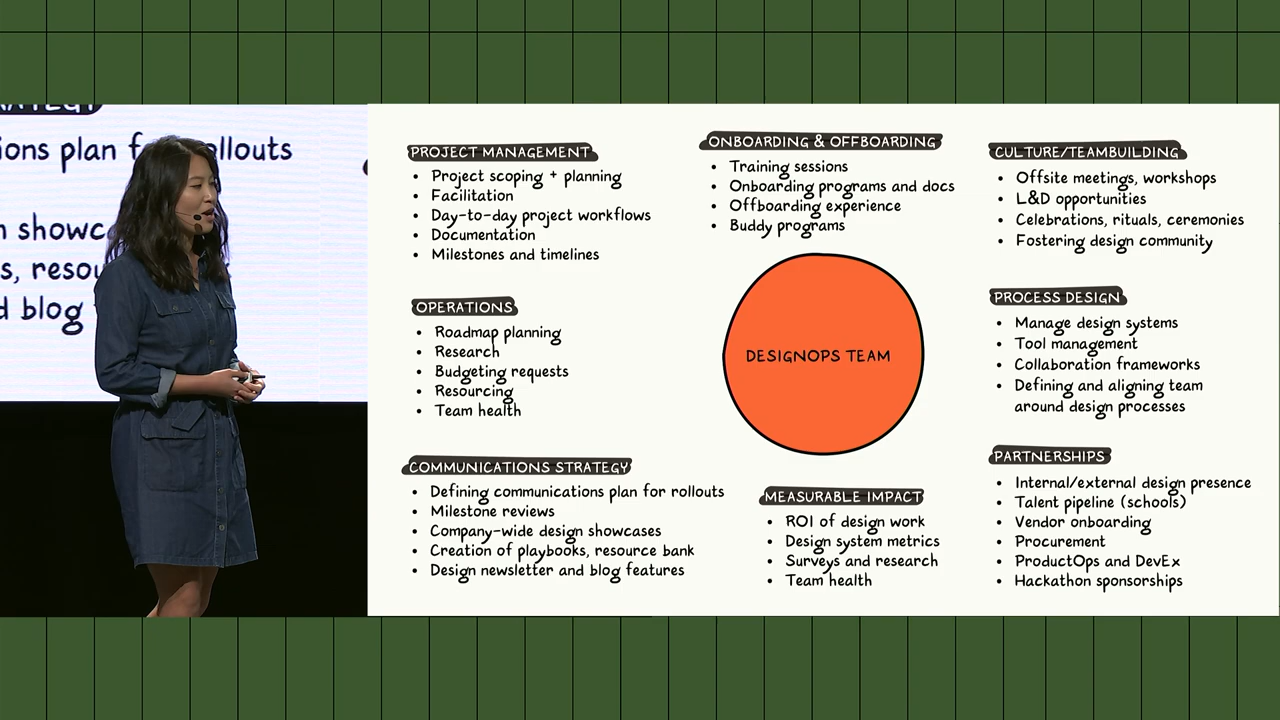 ions plan f
ollouts
n showc
s, resou
d blog
PROJECT MANAGEMENT
• Project scoping + planning
• Facilitation
• Day-to-day project workflows
• Documentation
• Milestones and timelines
OPERATIONS
• Roadmap planning
• Research
• Budgeting requests
• Resourcing
• Team health
COMMUNICATIONS STRATEGY
• Defining communications plan for rollouts
• Milestone reviews
• Company-wide design showcases
• Creation of playbooks, resource bank
• Design newsletter and blog features
ONBOARDING & OFFBOARDING
• Training sessions
• Onboarding programs and docs
• Offboarding experience
• Buddy programs
DESIGNOPS TEAM
MEASURABLE IMPACT
• ROI of design work
• Design system metrics
• Surveys and research
• Team health
CULTURE/TEAMBUILDING
• Offsite meetings, workshops
• L&D opportunities
• Celebrations, rituals, ceremonies
• Fostering design community
PROCESS DESIGN
• Manage design systems
• Tool management
• Collaboration frameworks
• Defining and aligning team
around design processes
PARTNERSHIPS
• Internal/external design presence
• Talent pipeline (schools)
• Vendor onboarding
• Procurement
• ProductOps and DevEx
• Hackathon sponsorships